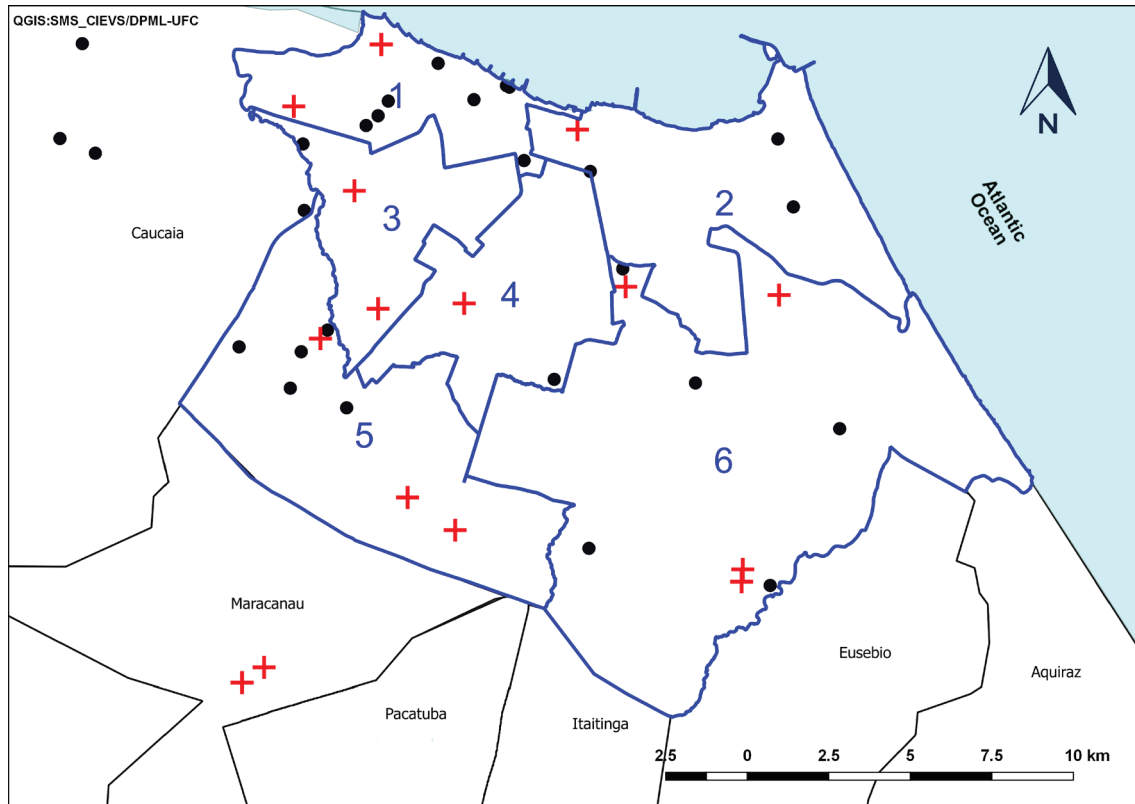 QGIS:SMS_CIEVS/DPML-UFC
1
N
2
Atlantic
Ocean
3
Caucaia
4
5
6
Maracanau
Eusebio
Aquiraz
Pacatuba
Itaitinga
2.5 0 2.5 5 7.5 10 km